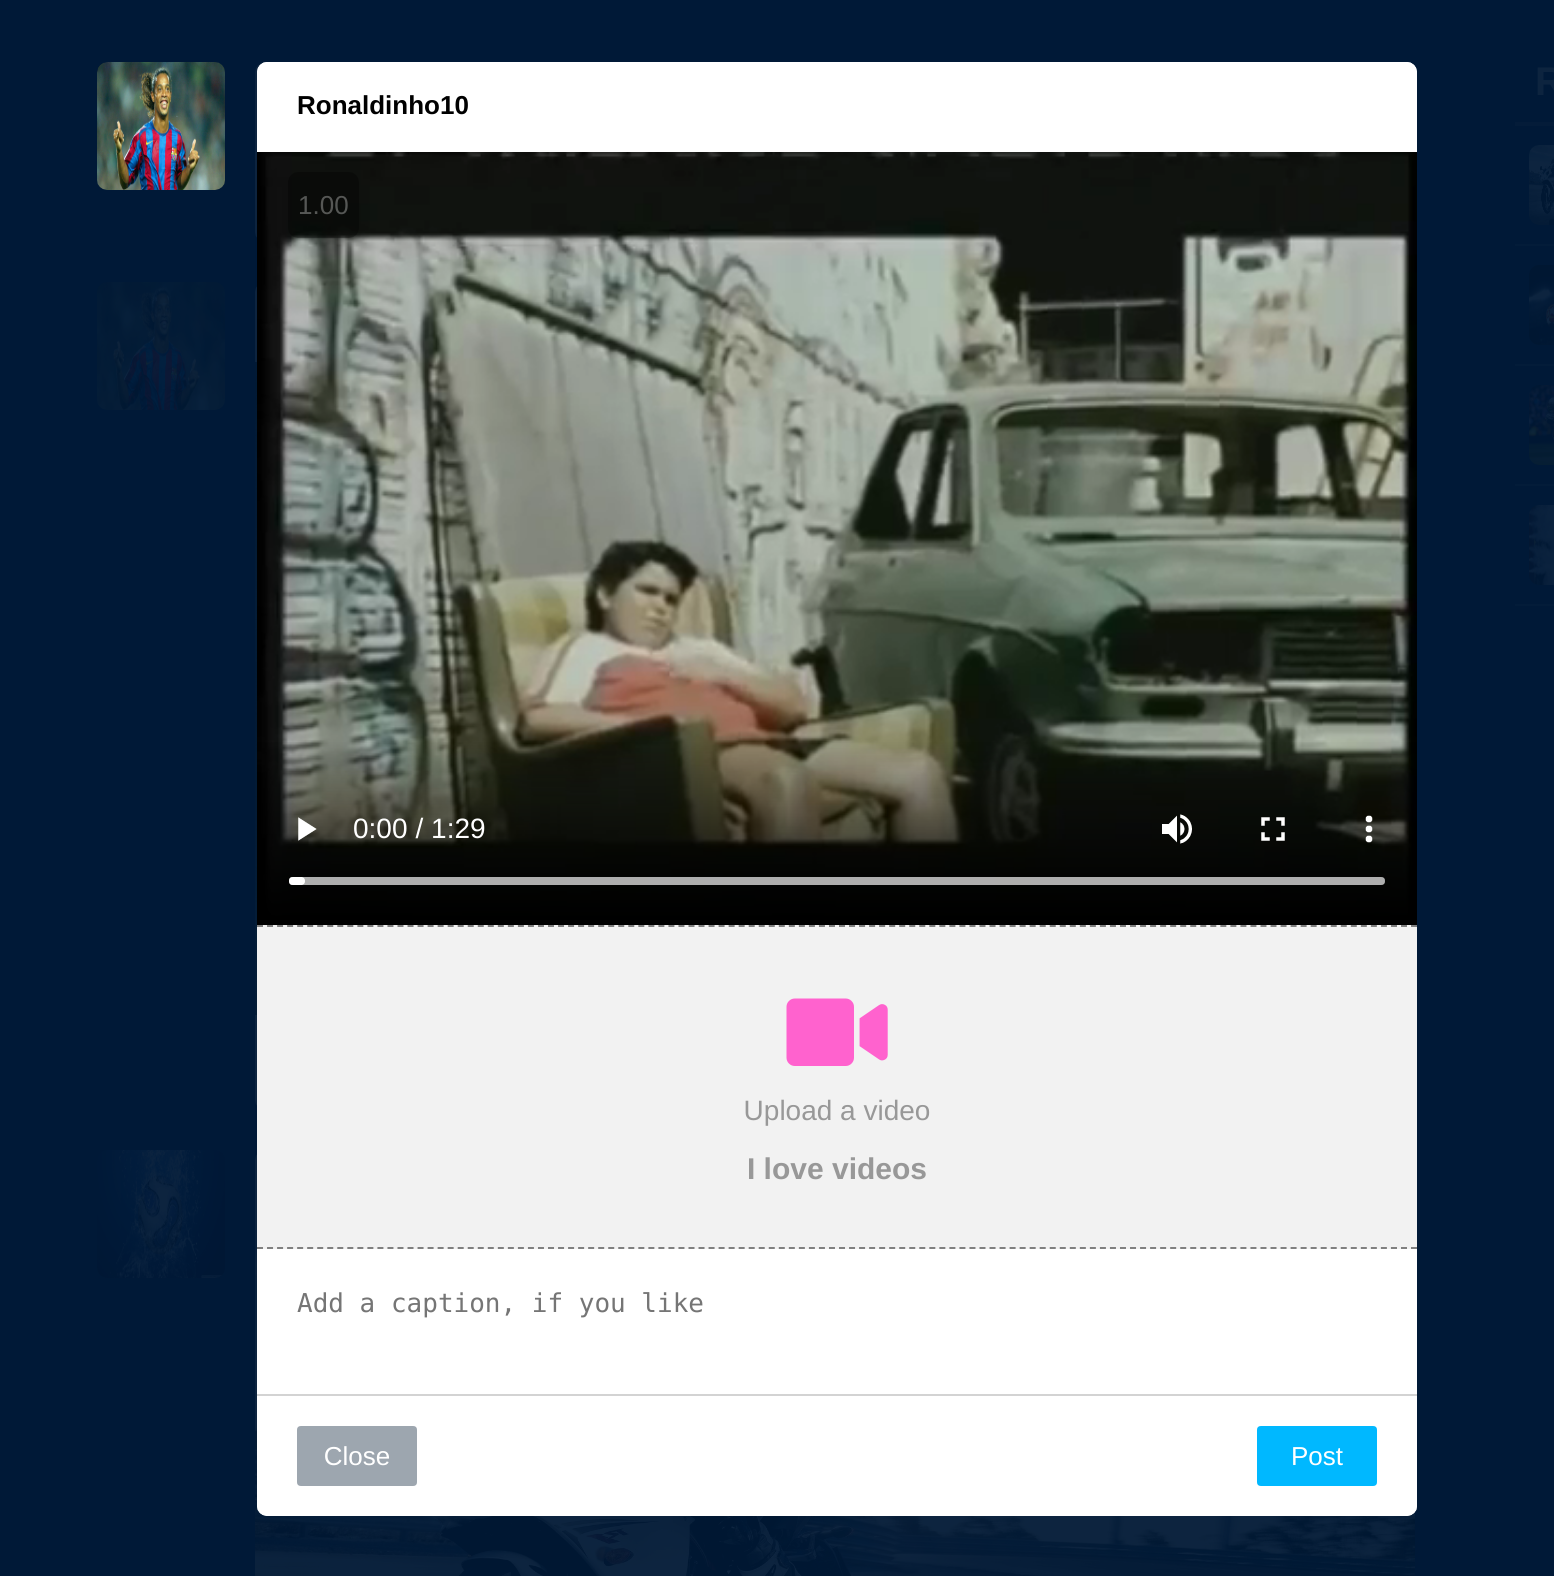 Ronaldinho10
1.00
0:00 / 1:29
Upload a video
I love videos
Add a caption, if you like
Close
Post